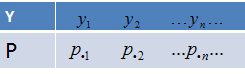 Y y₁ y₂ ...yₙ...
P p•₁ p•₂ ...p•ₙ...